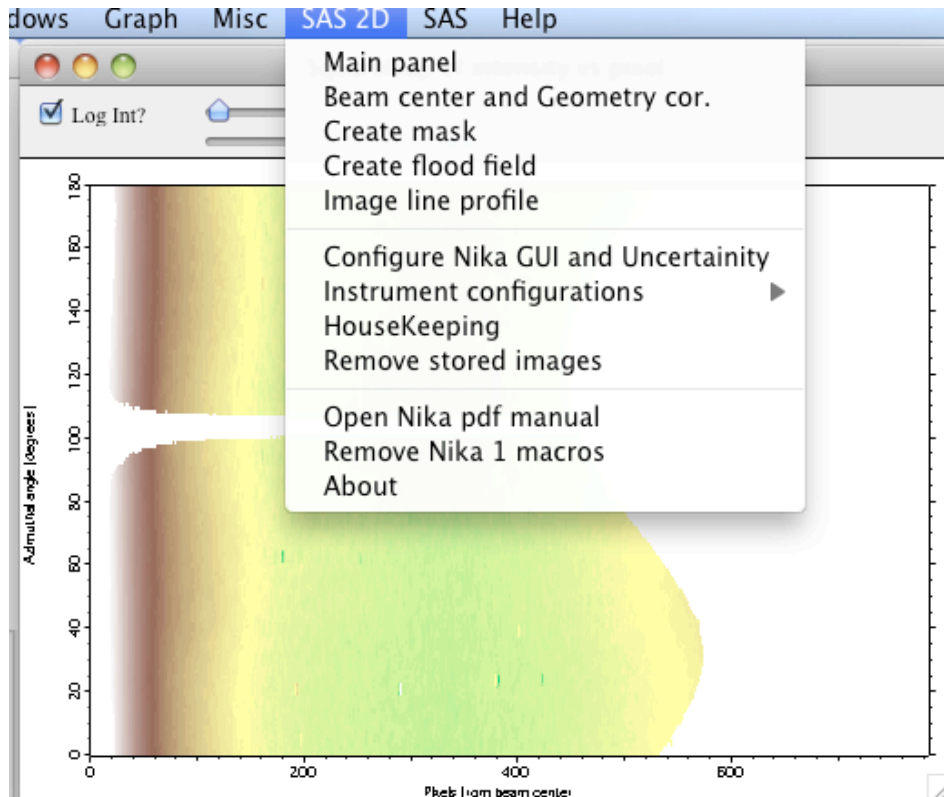 dows Graph Misc SAS 2D SAS Help
Log Int?
Main panel
Beam center and Geometry cor.
Create mask
Create flood field
Image line profile
Configure Nika GUI and Uncertainity
Instrument configurations
HouseKeeping
Remove stored images
Open Nika pdf manual
Remove Nika 1 macros
About
Azimuthal angle [degrees]
180
160
140
120
100
80
60
40
20
0
0 200 400 600
Pixels from beam center